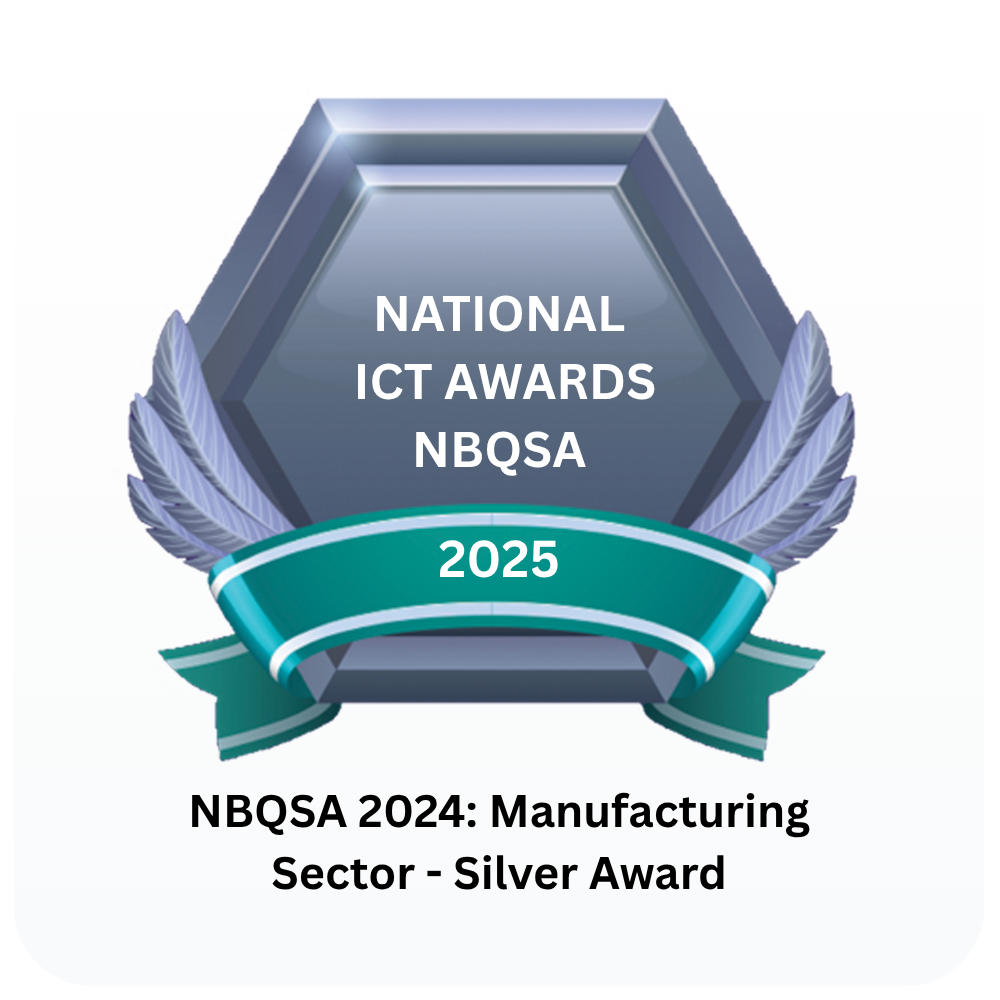 NATIONAL
ICT AWARDS
NBQSA
2025
NBQSA 2024: Manufacturing
Sector - Silver Award